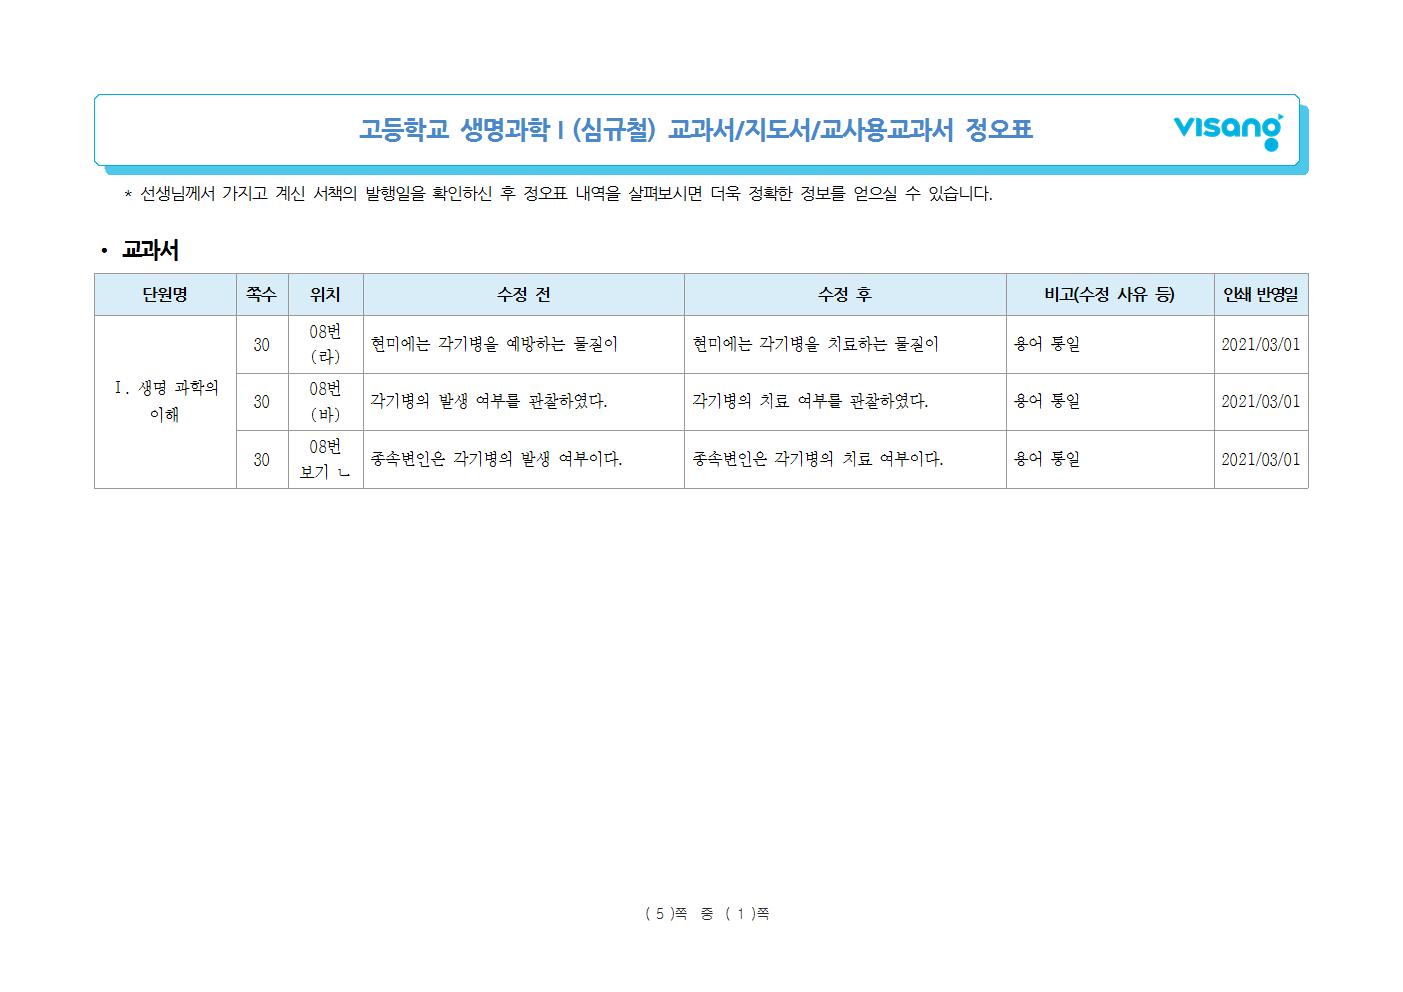 고등학교 생명과학Ⅰ(심규철) 교과서/지도서/교사용교과서 정오표
visang
* 선생님께서 가지고 계신 서책의 발행일을 확인하신 후 정오표 내역을 살펴보시면 더욱 정확한 정보를 얻으실 수 있습니다.
• 교과서
단원명 쪽수 위치 수정 전 수정 후 비고(수정 사유 등) 인쇄 반영일
Ⅰ. 생명 과학의
이해
30
08번
(라)
현미에는 각기병을 예방하는 물질이
현미에는 각기병을 치료하는 물질이
용어 통일
2021/03/01
30
08번
(바)
각기병의 발생 여부를 관찰하였다.
각기병의 치료 여부를 관찰하였다.
용어 통일
2021/03/01
30
08번
보기 ㄴ
종속변인은 각기병의 발생 여부이다.
종속변인은 각기병의 치료 여부이다.
용어 통일
2021/03/01
( 5 )쪽 중 ( 1 )쪽